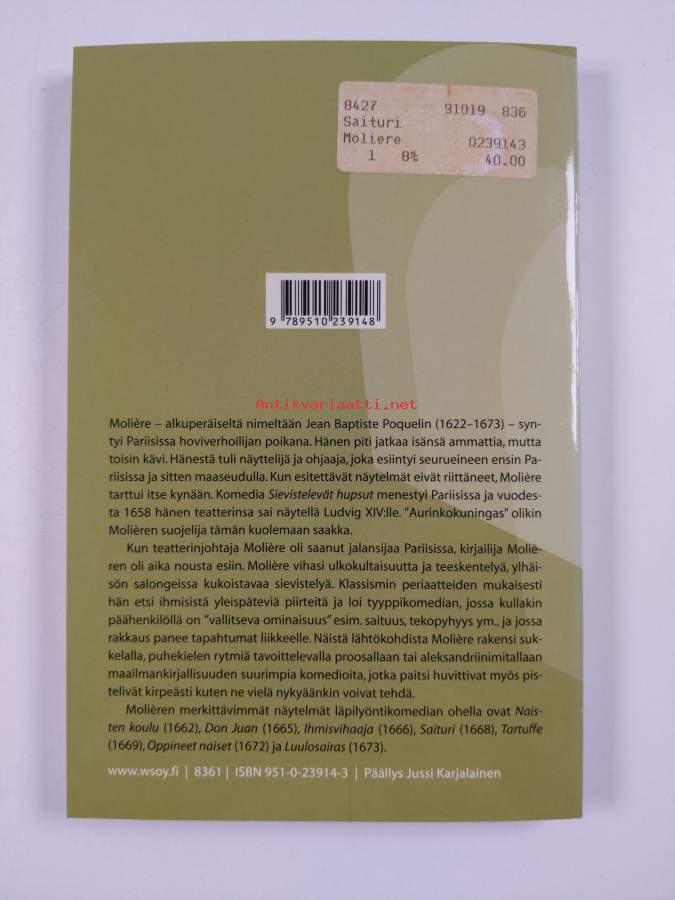 8427 91019 836
Saituri
Moliere 0239143
1 8% 40.00
9 789510 239148
Antikvariaatti.net
Molière – alkuperäiseltä nimeltään Jean Baptiste Poquelin (1622–1673) – syn-
tyi Pariisissa hoviverhoilijan poikana. Hänen piti jatkaa isänsä ammattia, mutta
toisin kävi. Hänestä tuli näyttelijä ja ohjaaja, joka esiintyi seurueineen ensin Pa-
riisissa ja sitten maaseudulla. Kun esitettävät näytelmät eivät riittäneet, Molière
tarttui itse kynään. Komedia Sievistelevät hupsut menestyi Pariisissa ja vuodes-
ta 1658 hänen teatterinsa sai näytellä Ludvig XIV:lle. ”Aurinkokuningas” olikin
Molièren suojelija tämän kuolemaan saakka.
Kun teatterinjohtaja Molière oli saanut jalansijaa Pariisissa, kirjailija Moliè-
ren oli aika nousta esiin. Molière vihasi ulkokultaisuutta ja teeskentelyä, ylhäi-
sön salongeissa kukoistavaa sievistelyä. Klassismin periaatteiden mukaisesti
hän etsi ihmisistä yleispäteviä piirteitä ja loi tyyppikomedian, jossa kullakin
päähenkilöllä on ”vallitseva ominaisuus” esim. saituus, tekopyhyys ym., ja jossa
rakkaus panee tapahtumat liikkeelle. Näistä lähtökohdista Molière rakensi suk-
kelalla, puhekielen rytmiä tavoittelevalla proosallaan tai aleksandriinimitallaan
maailmankirjallisuuden suurimpia komedioita, jotka paitsi huvittivat myös pis-
telivät kirpeästi kuten ne vielä nykyäänkin voivat tehdä.
Molièren merkittävimmät näytelmät läpilyöntikomedian ohella ovat Nais-
ten koulu (1662), Don Juan (1665), Ihmisvihaaja (1666), Saituri (1668), Tartuffe
(1669), Oppineet naiset (1672) ja Luulosairas (1673).
www.wsoy.fi | 8361 | ISBN 951-0-23914-3 | Päällys Jussi Karjalainen